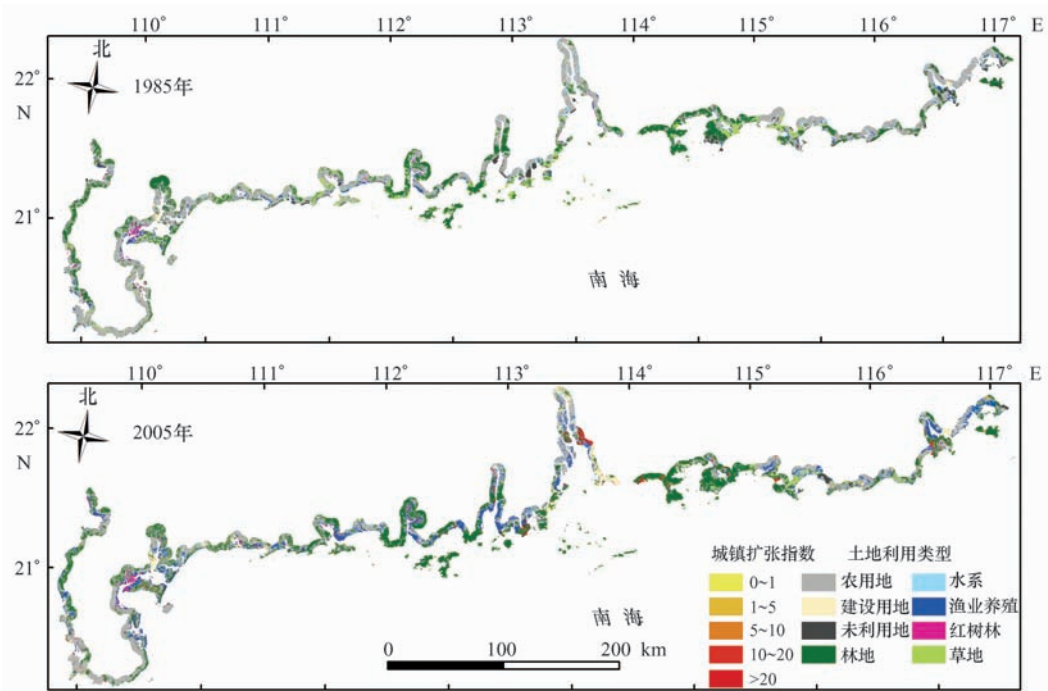 110° 111° 112° 113° 114° 115° 116° 117° E
北
22°
1985年
N
21°
南 海
110° 111° 112° 113° 114° 115° 116° 117° E
北
22°
2005年
N
城镇扩张指数 土地利用类型
21°
0~1 农用地 水系
南 海
1~5 建设用地 渔业养殖
5~10 未利用地 红树林
0 100 200 km
10~20 林地 草地
>20